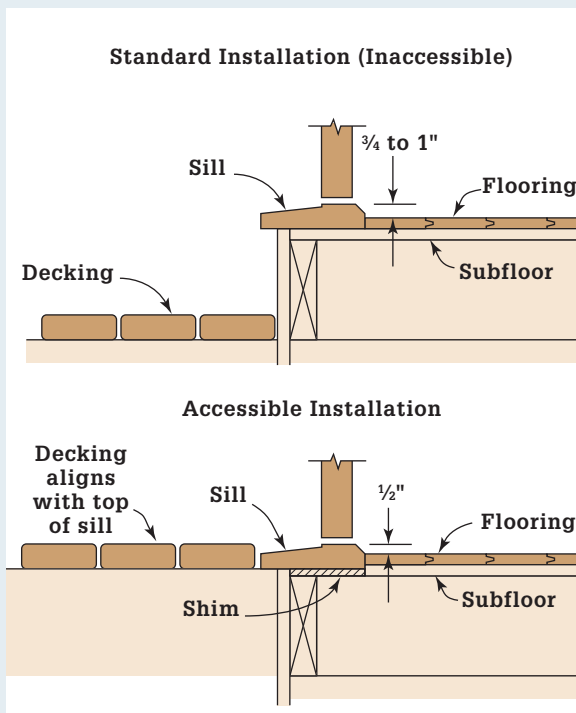 Standard Installation (Inaccessible)
¾ to 1"
Sill
Flooring
Decking
Subfloor
Accessible Installation
Decking
aligns
with top
of sill
Sill
½"
Flooring
Shim
Subfloor